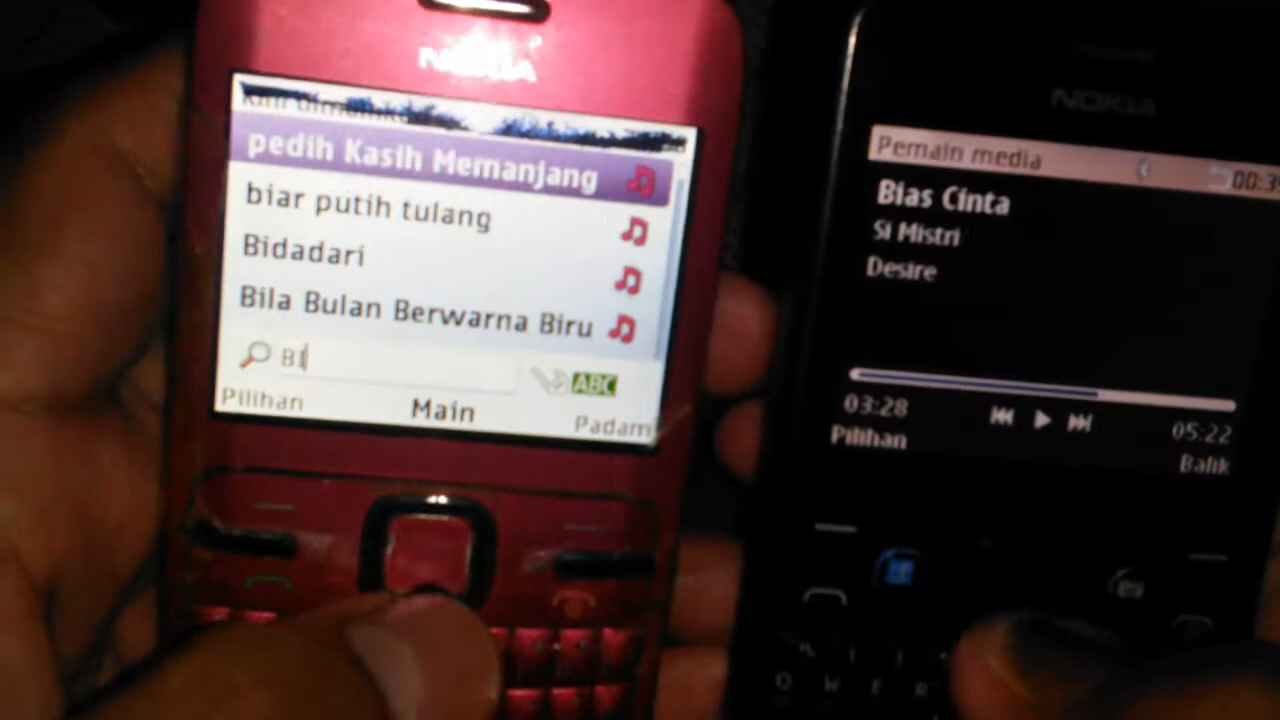 NOKIA
pedih Kasih Memanjang
biar putih tulang
Bidadari
Bila Bulan Berwarna Biru
Bi
ABC
Pilihan
Main
Padam
NOKIA
Pemain media
Bias Cinta
Si Mistri
Desire
03:28
05:22
Pilihan
Balik
Q W E R